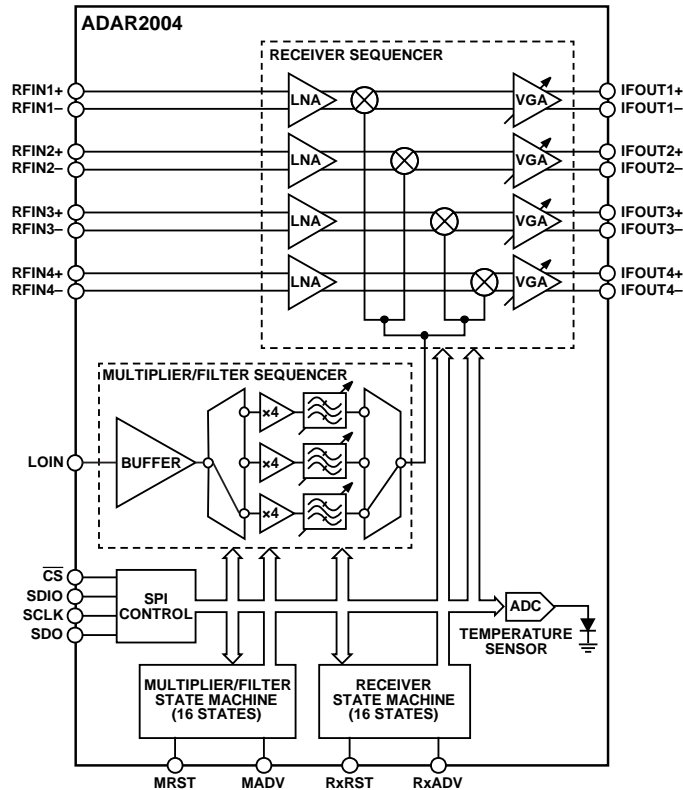 ADAR2004
RECEIVER SEQUENCER
RFIN1+
RFIN1–
LNA
VGA
IFOUT1+
IFOUT1–
RFIN2+
RFIN2–
LNA
VGA
IFOUT2+
IFOUT2–
RFIN3+
RFIN3–
LNA
VGA
IFOUT3+
IFOUT3–
RFIN4+
RFIN4–
LNA
VGA
IFOUT4+
IFOUT4–
MULTIPLIER/FILTER SEQUENCER
LOIN
BUFFER
×4
×4
×4
CS
SDIO
SCLK
SDO
SPI
CONTROL
ADC
TEMPERATURE
SENSOR
MULTIPLIER/FILTER
STATE MACHINE
(16 STATES)
RECEIVER
STATE MACHINE
(16 STATES)
MRST
MADV
RxRST
RxADV